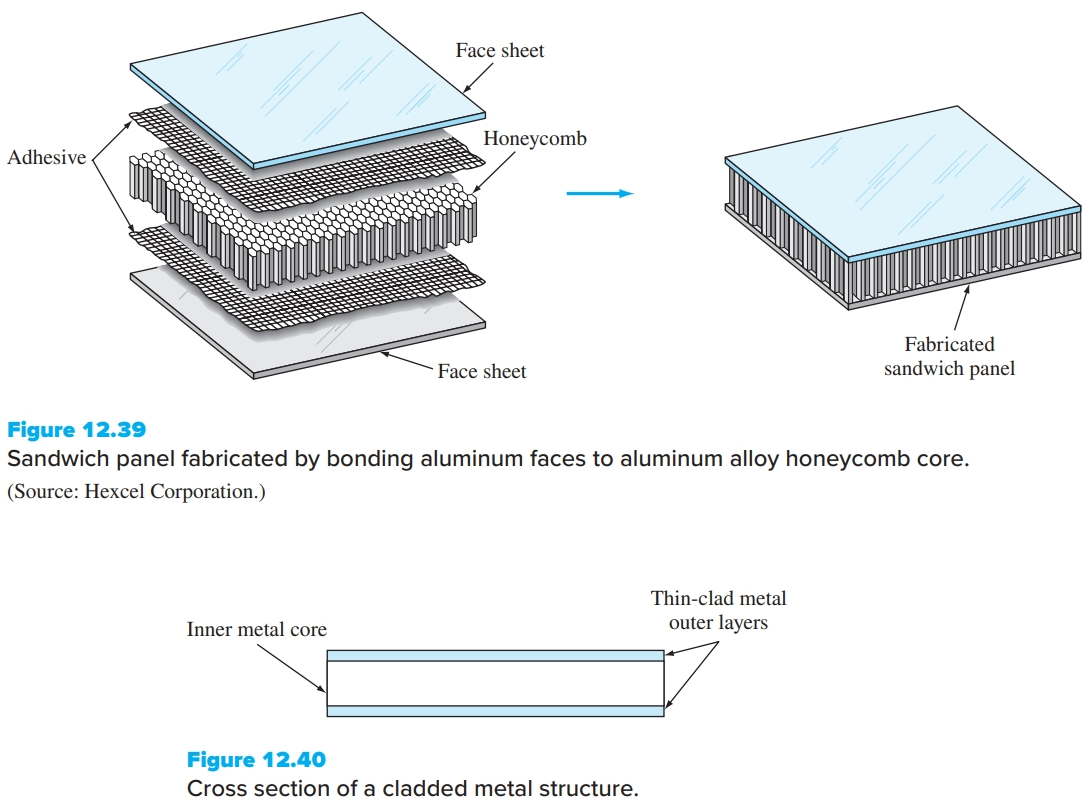 Face sheet
Adhesive
Honeycomb
Face sheet
Fabricated
sandwich panel
Figure 12.39
Sandwich panel fabricated by bonding aluminum faces to aluminum alloy honeycomb core.
(Source: Hexcel Corporation.)
Thin-clad metal
outer layers
Inner metal core
Figure 12.40
Cross section of a cladded metal structure.